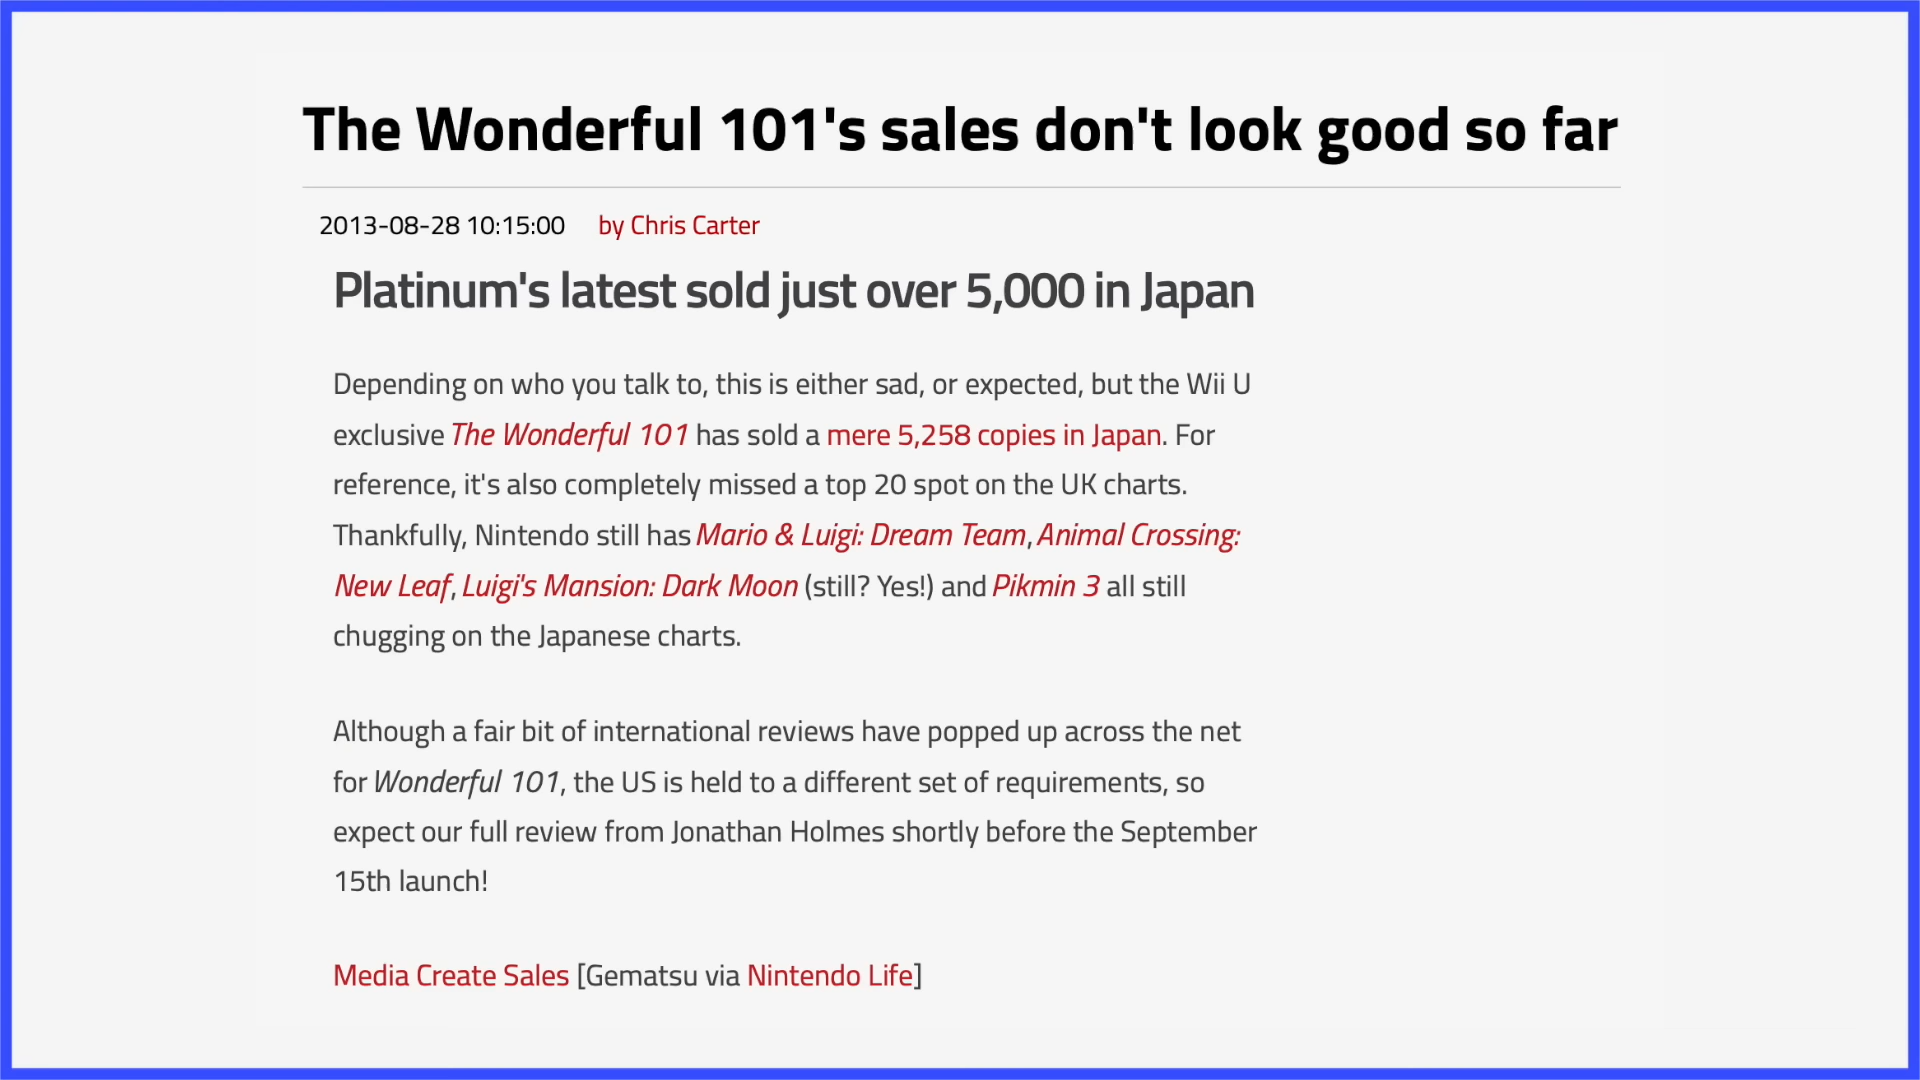 The Wonderful 101's sales don't look good so far
2013-08-28 10:15:00 by Chris Carter
Platinum's latest sold just over 5,000 in Japan
Depending on who you talk to, this is either sad, or expected, but the Wii U
exclusive The Wonderful 101 has sold a mere 5,258 copies in Japan. For
reference, it's also completely missed a top 20 spot on the UK charts.
Thankfully, Nintendo still has Mario & Luigi: Dream Team, Animal Crossing:
New Leaf, Luigi's Mansion: Dark Moon (still? Yes!) and Pikmin 3 all still
chugging on the Japanese charts.
Although a fair bit of international reviews have popped up across the net
for Wonderful 101, the US is held to a different set of requirements, so
expect our full review from Jonathan Holmes shortly before the September
15th launch!
Media Create Sales [Gematsu via Nintendo Life]